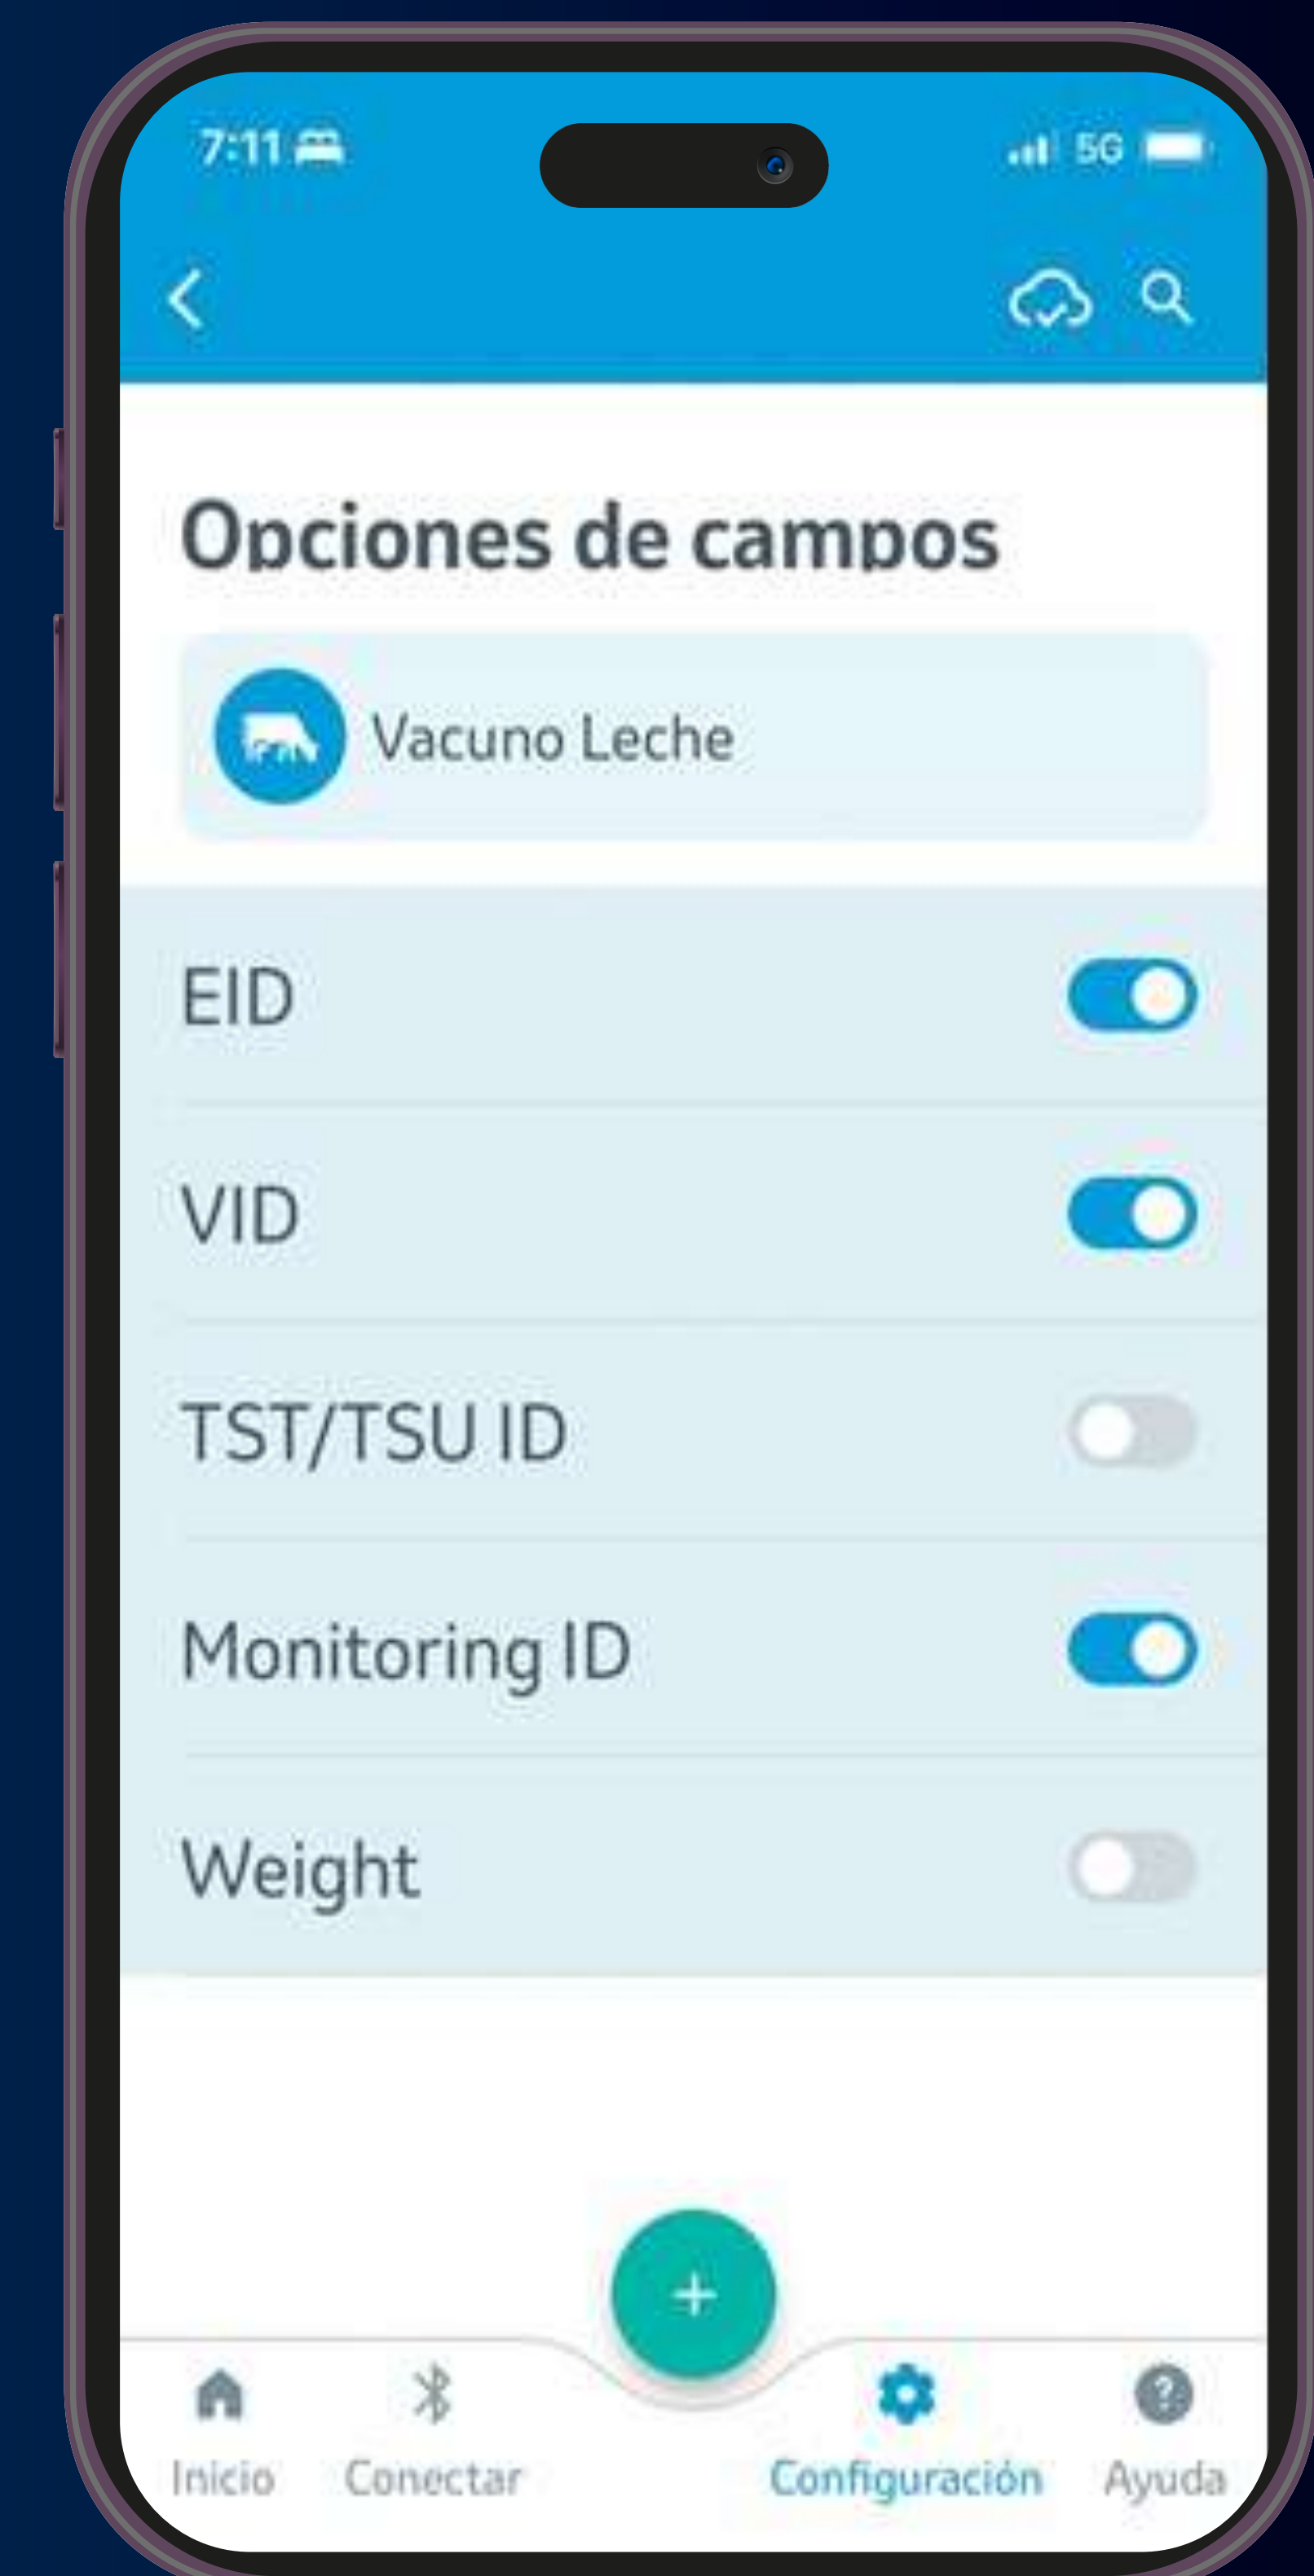 7:11
5G
Opciones de campos
Vacuno Leche
EID
VID
TST/TSU ID
Monitoring ID
Weight
+
Inicio
Conectar
Configuración
Ayuda